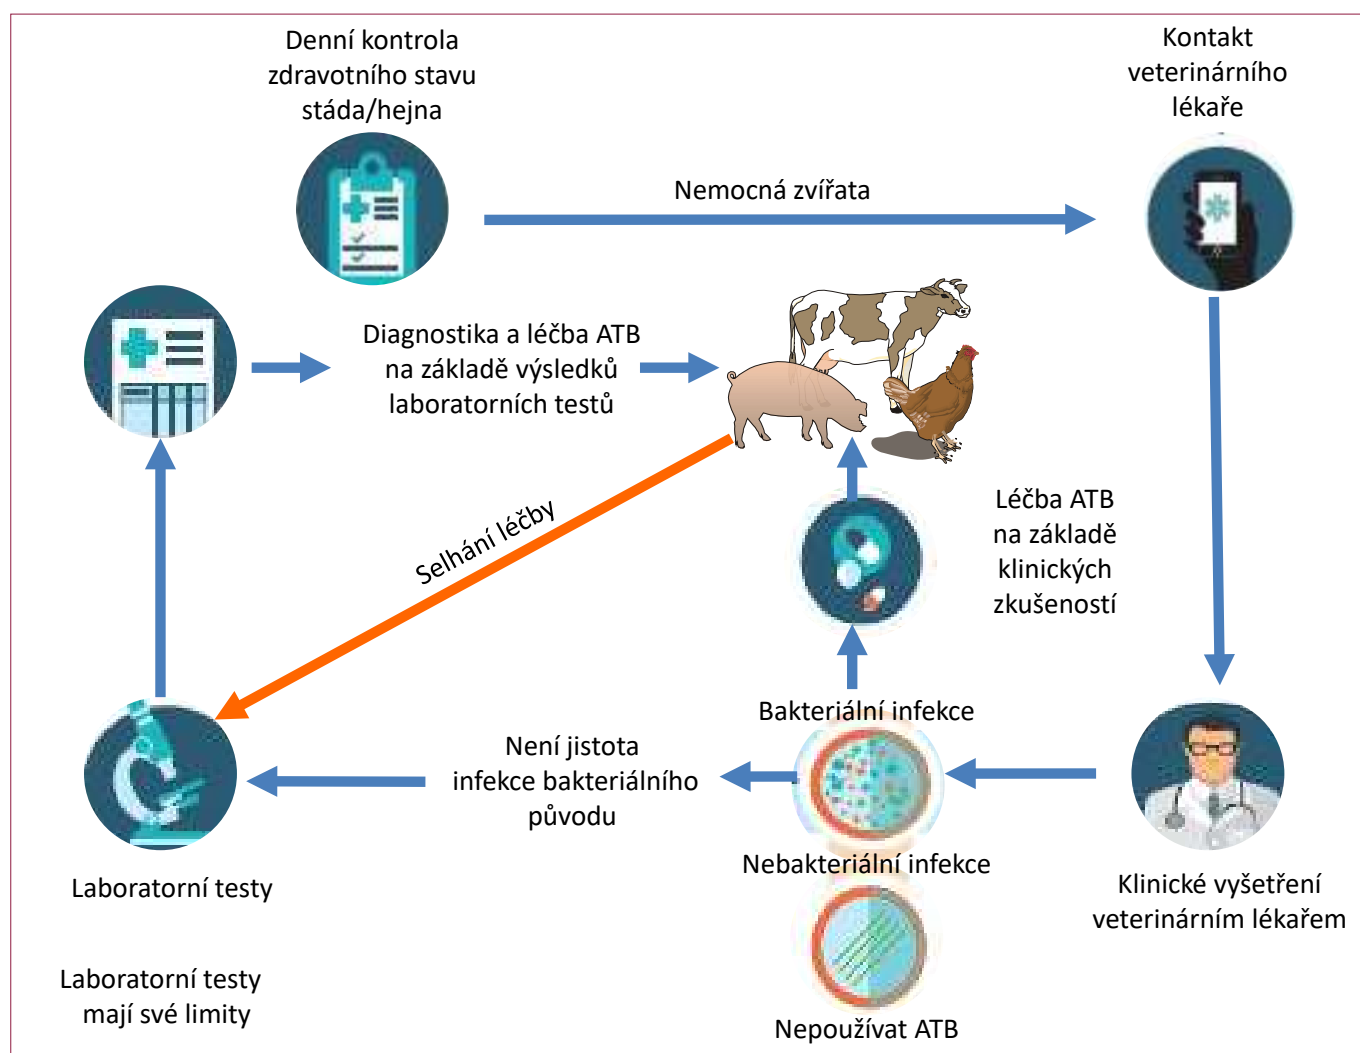 Denní kontrola
zdravotního stavu
stáda/hejna
Kontakt
veterinárního
lékaře
Nemocná zvířata
Diagnostika a léčba ATB
na základě výsledků
laboratorních testů
Selhání léčby
Léčba ATB
na základě
klinických
zkušeností
Bakteriální infekce
Není jistota
infekce bakteriálního
původu
Nebakteriální infekce
Laboratorní testy
Klinické vyšetření
veterinárním lékařem
Laboratorní testy
mají své limity
Nepoužívat ATB